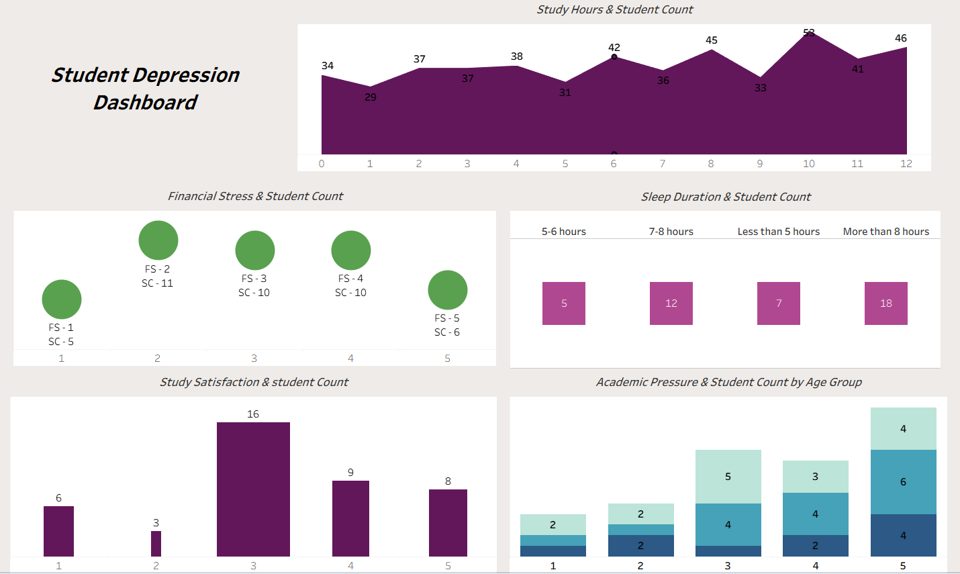 Study Hours & Student Count
Student Depression
Dashboard
34 29 37 37 38 31 42 36 45 33 53 41 46
0 1 2 3 4 5 6 7 8 9 10 11 12
Financial Stress & Student Count
FS - 1
SC - 5
FS - 2
SC - 11
FS - 3
SC - 10
FS - 4
SC - 10
FS - 5
SC - 6
1 2 3 4 5
Sleep Duration & Student Count
5-6 hours 7-8 hours Less than 5 hours More than 8 hours
5 12 7 18
Study Satisfaction & student Count
6 3 16 9 8
1 2 3 4 5
Academic Pressure & Student Count by Age Group
2
2
2
5
4
3
4
2
4
6
4
1 2 3 4 5